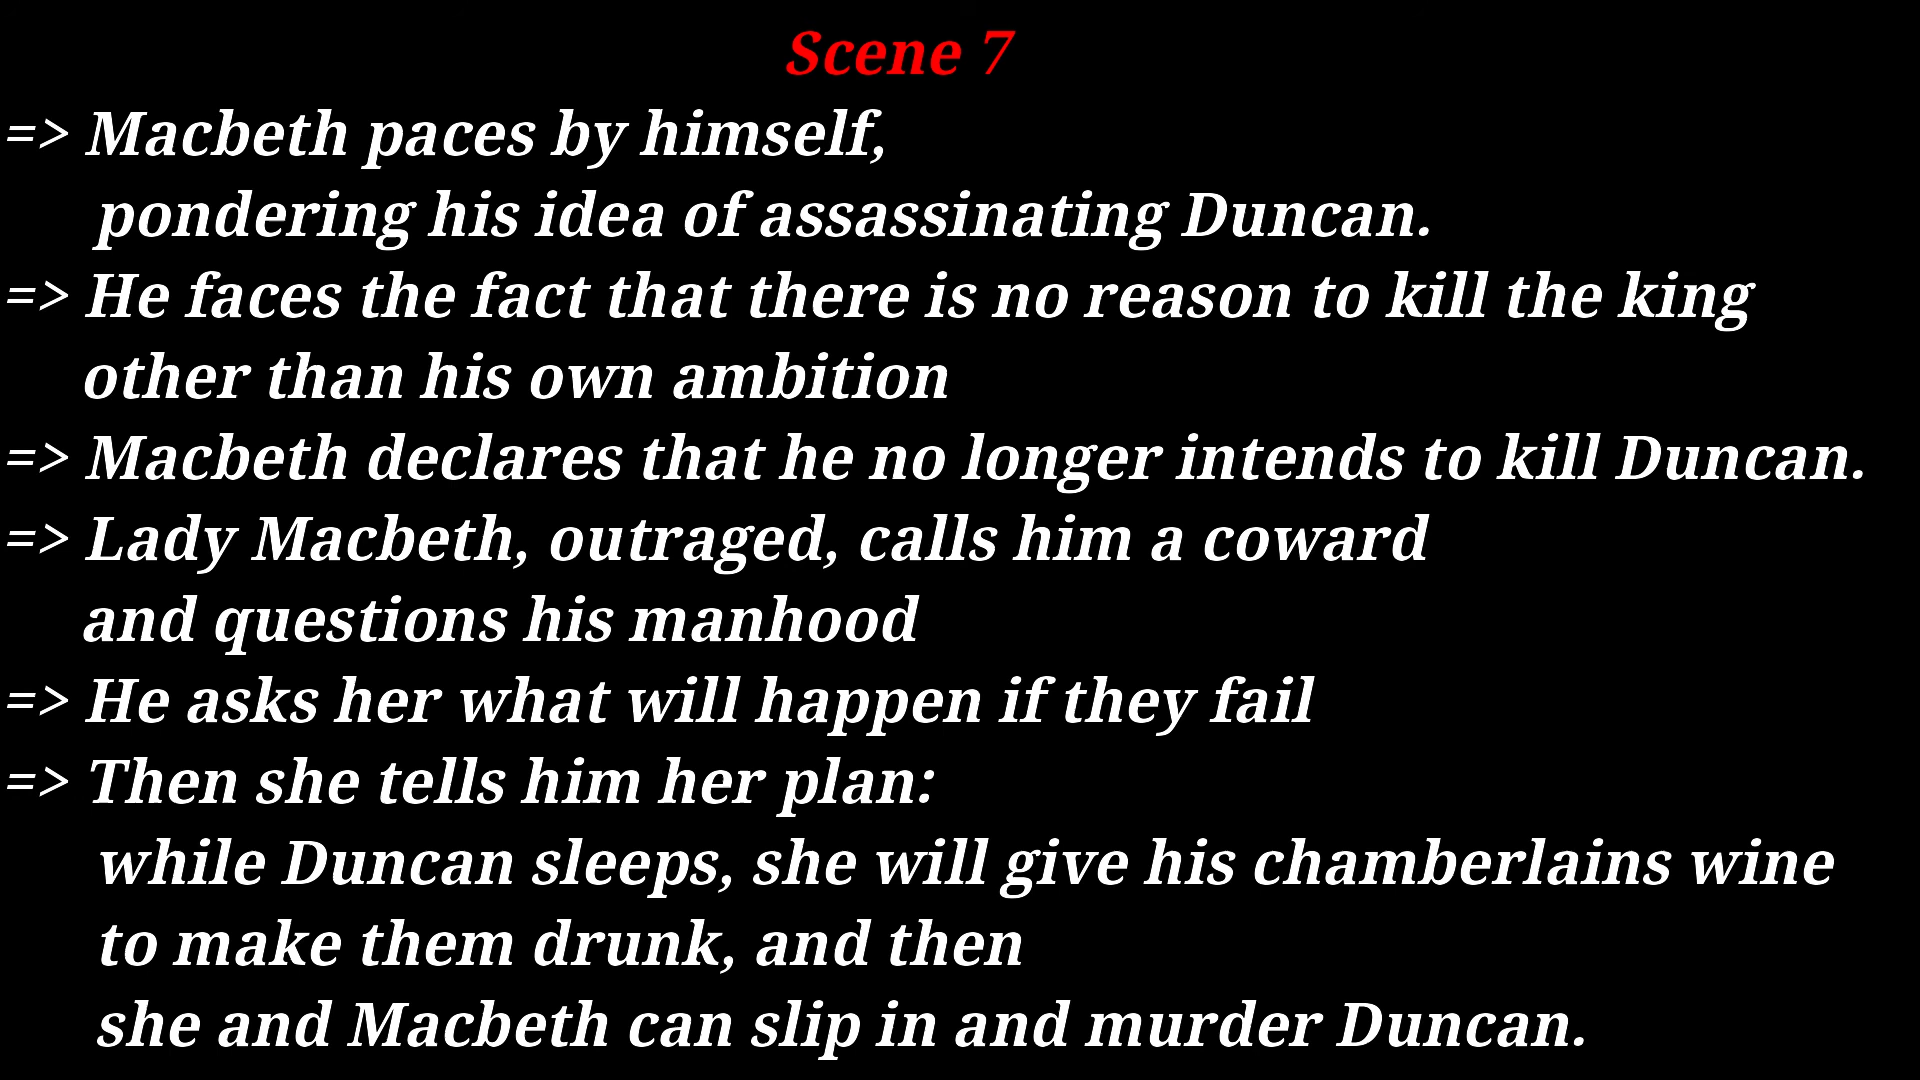 Scene 7
=> Macbeth paces by himself,
pondering his idea of assassinating Duncan.
=> He faces the fact that there is no reason to kill the king
other than his own ambition
=> Macbeth declares that he no longer intends to kill Duncan.
=> Lady Macbeth, outraged, calls him a coward
and questions his manhood
=> He asks her what will happen if they fail
=> Then she tells him her plan:
while Duncan sleeps, she will give his chamberlains wine
to make them drunk, and then
she and Macbeth can slip in and murder Duncan.